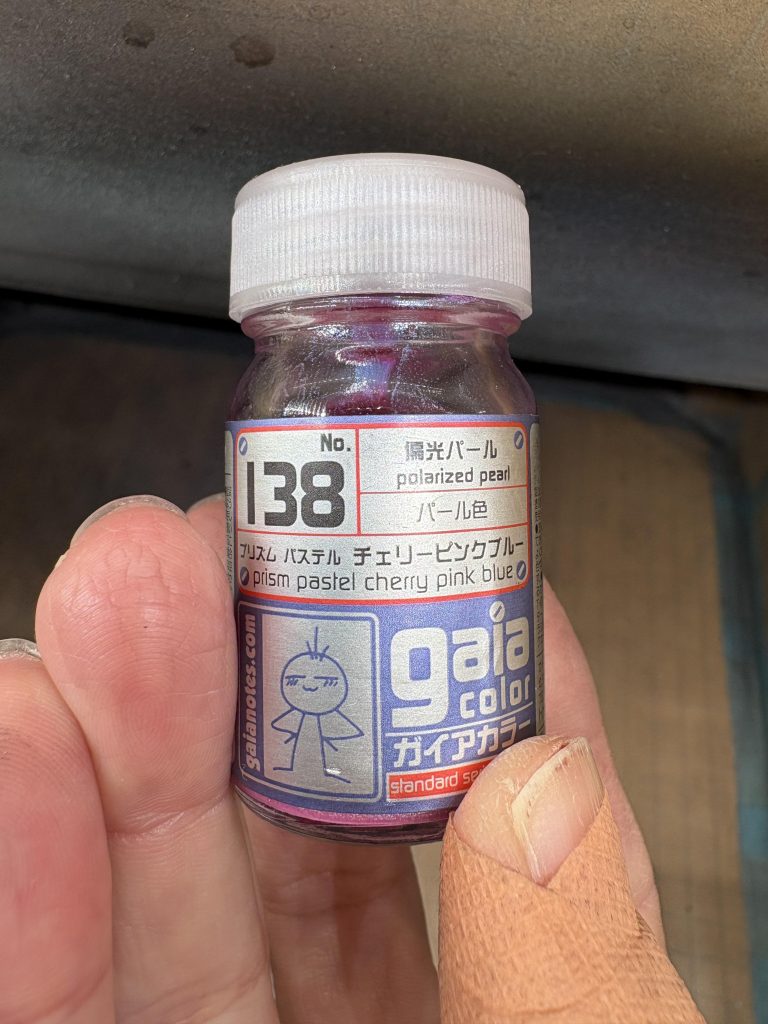 No.
138
偏光パール
polarized pearl
パール色
プリズム パステル チェリーピンクブルー
prism pastel cherry pink blue
gaianotes.com
gaia
color
ガイアカラー
standard